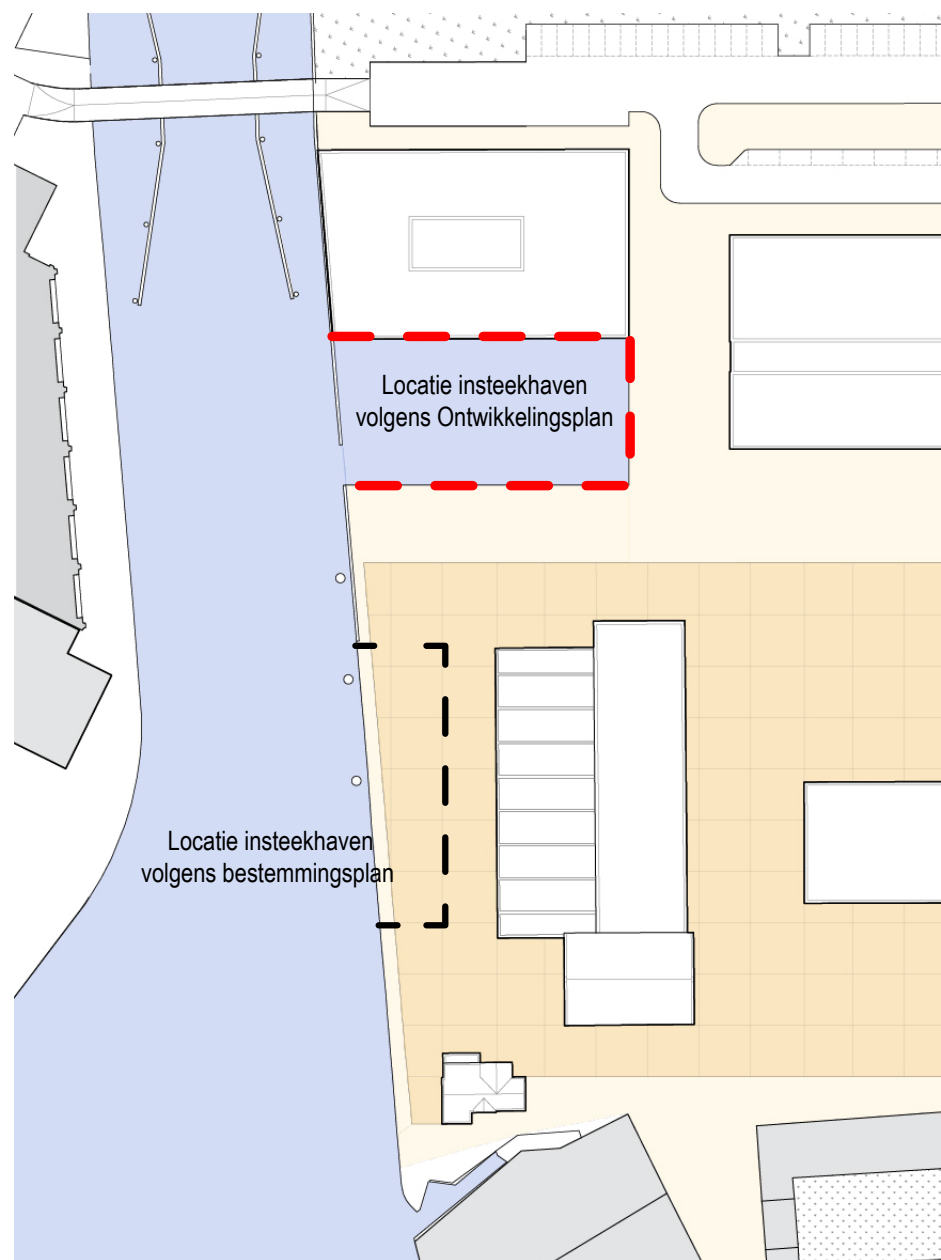 Locatie insteekhaven
volgens Ontwikkelingsplan
Locatie insteekhaven
volgens bestemmingsplan